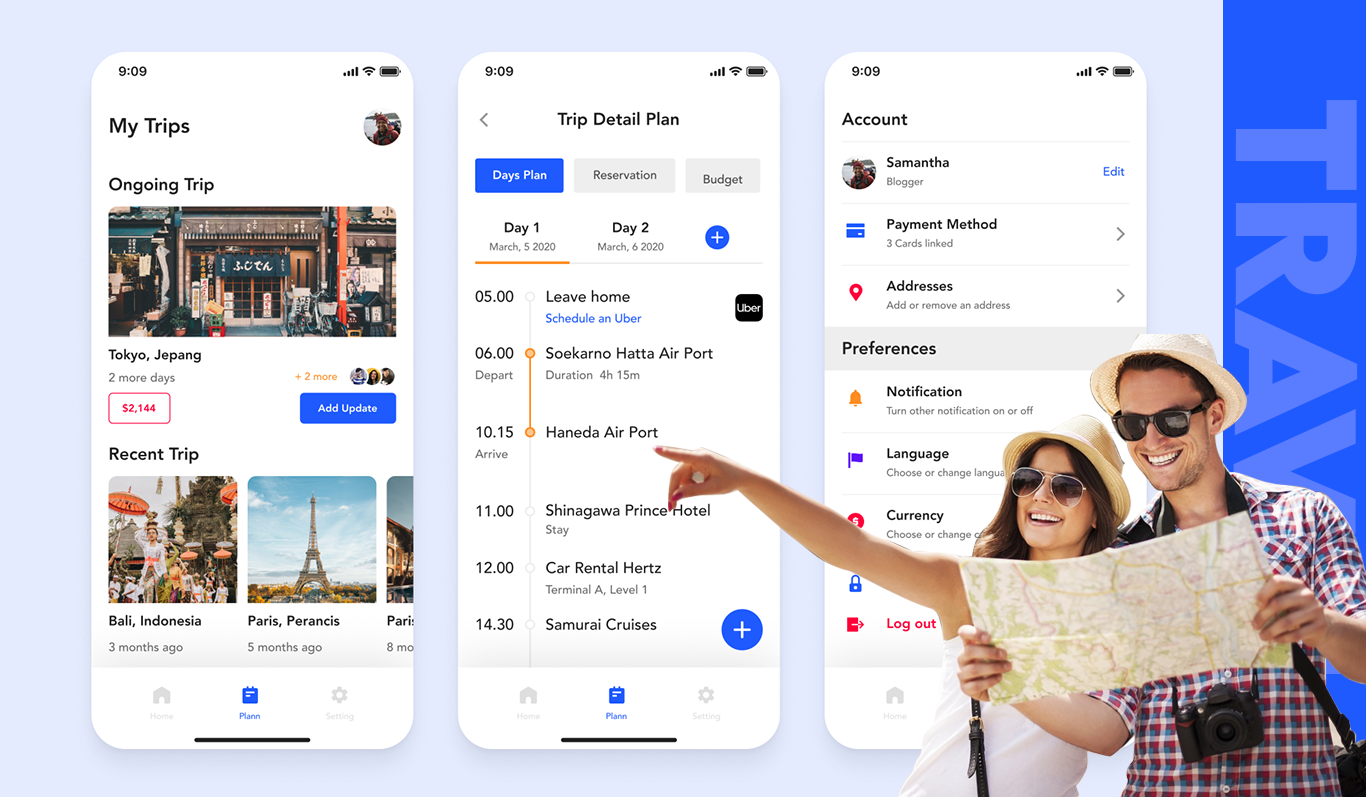 9:09
My Trips
Ongoing Trip
ふじでん
Tokyo, Jepang
2 more days
+ 2 more
$2,144
Add Update
Recent Trip
Bali, Indonesia
3 months ago
Paris, Perancis
5 months ago
Paris
8 mo
Home
Plann
Setting
9:09
Trip Detail Plan
Days Plan
Reservation
Budget
Day 1
March, 5 2020
Day 2
March, 6 2020
05.00
Leave home
Schedule an Uber
Uber
06.00
Depart
Soekarno Hatta Air Port
Duration 4h 15m
10.15
Arrive
Haneda Air Port
11.00
Shinagawa Prince Hotel
Stay
12.00
Car Rental Hertz
Terminal A, Level 1
14.30
Samurai Cruises
Home
Plann
Setting
9:09
Account
Samantha
Blogger
Edit
Payment Method
3 Cards linked
Addresses
Add or remove an address
Preferences
Notification
Turn other notification on or off
Language
Choose or change langua
Currency
Choose or change c
Log out
Home
TRAV